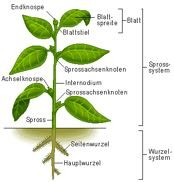 Endknospe
Blatt-
spreite
Blatt
Blattstiel
Sprossachsenknoten
Spross-
system
Achselknospe
Internodium
Sprossachsenknoten
Spross
Seitenwurzel
Wurzel-
system
Hauptwurzel